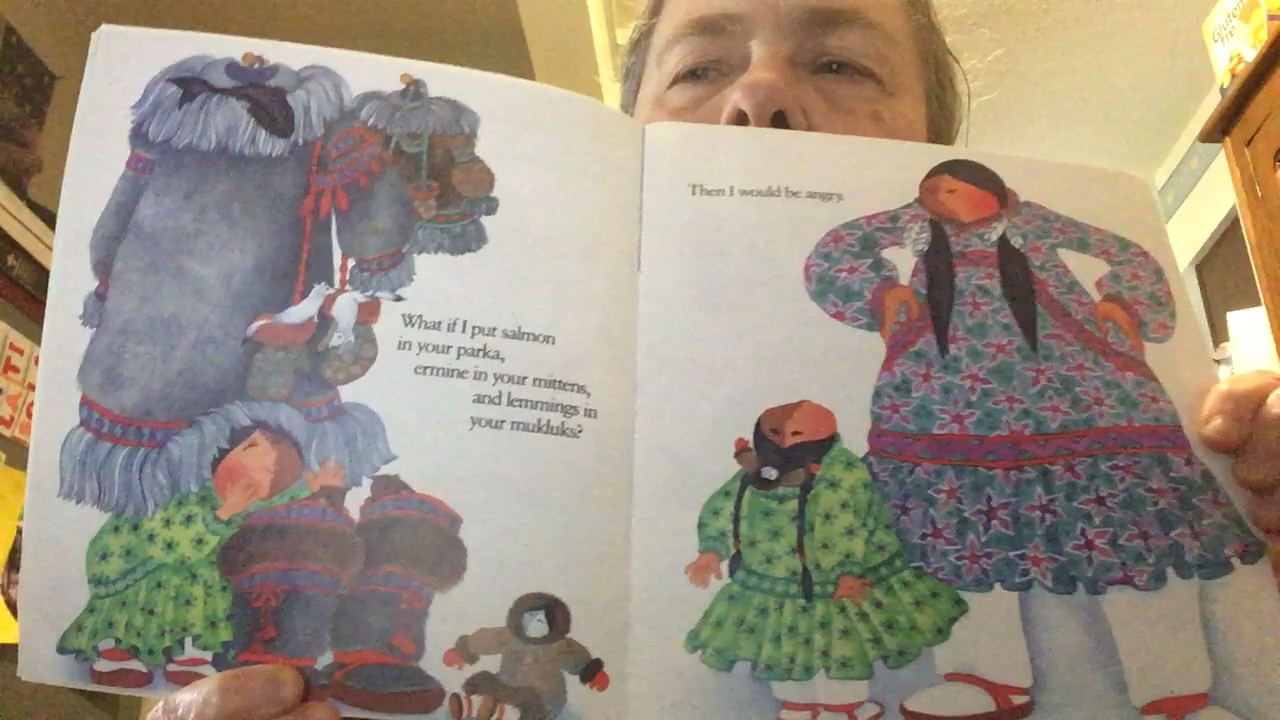 What if I put salmon
in your parka,
ermine in your mittens,
and lemmings in
your mukluks?
Then I would be angry.
Gluten